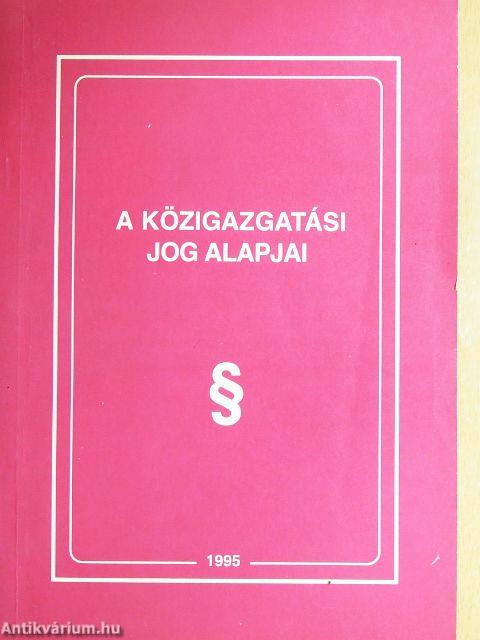 A KÖZIGAZGATÁSI
JOG ALAPJAI
§
1995
Antikvárium.hu